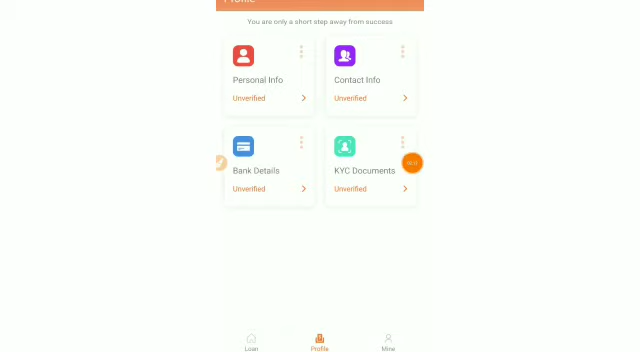 Profile
You are only a short step away from success
Personal Info
Contact Info
Unverified
Unverified
Bank Details
KYC Documents
Unverified
Unverified
Loan
Profile
Mine